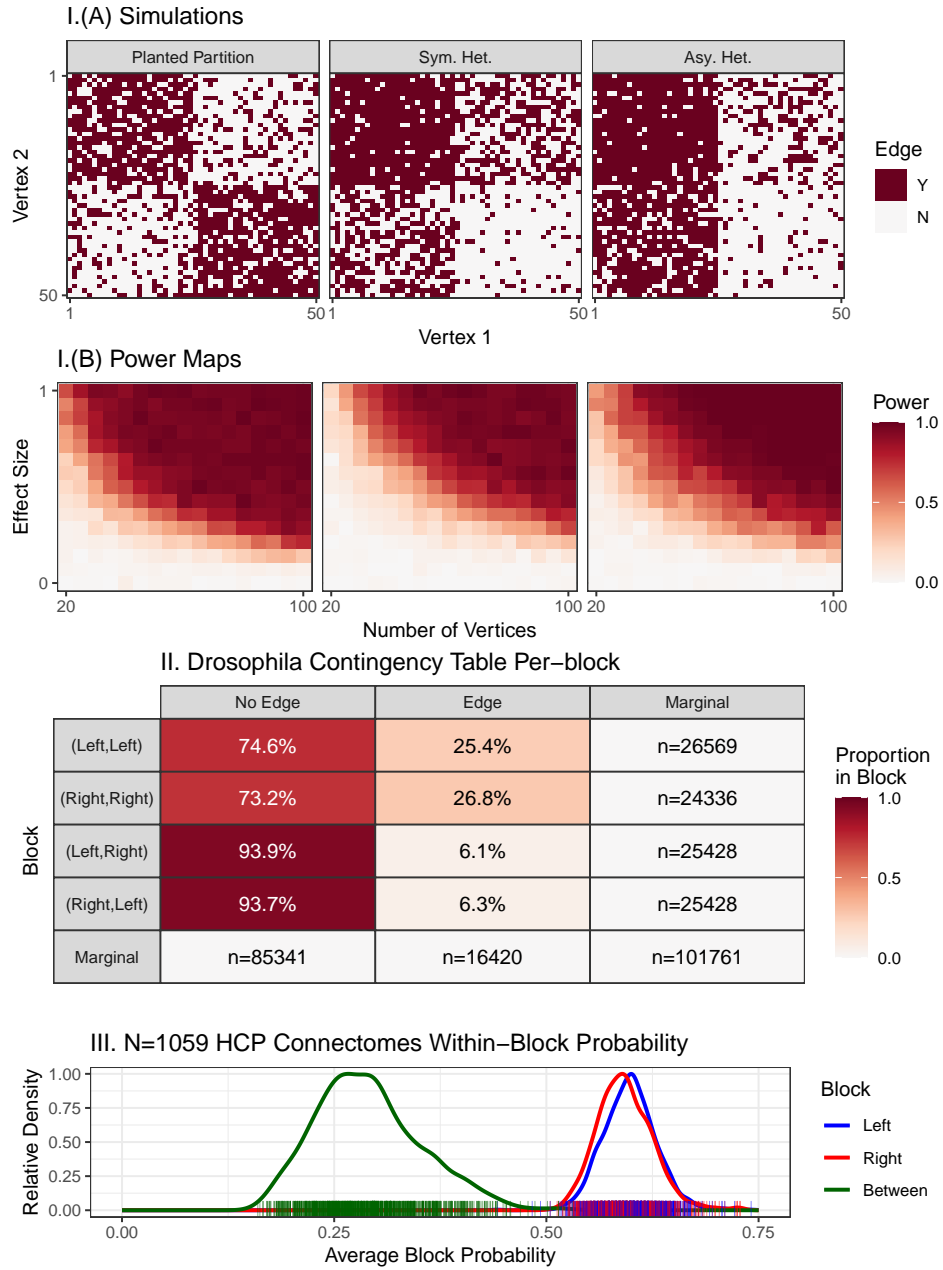 I.(A) Simulations
Planted Partition Sym. Het. Asy. Het.
1
Vertex 2
50
1 50 1 50 1 50
Vertex 1
Edge
Y
N
I.(B) Power Maps
1
Effect Size
0
20 100 20 100 20 100
Number of Vertices
Power
1.0
0.5
0.0
II. Drosophila Contingency Table Per−block
No Edge Edge Marginal
Block
(Left,Left) 74.6% 25.4% n=26569
(Right,Right) 73.2% 26.8% n=24336
(Left,Right) 93.9% 6.1% n=25428
(Right,Left) 93.7% 6.3% n=25428
Marginal n=85341 n=16420 n=101761
Proportion
in Block
1.0
0.5
0.0
III. N=1059 HCP Connectomes Within−Block Probability
Relative Density
1.00
0.75
0.50
0.25
0.00
0.00 0.25 0.50 0.75
Average Block Probability
Block
Left
Right
Between